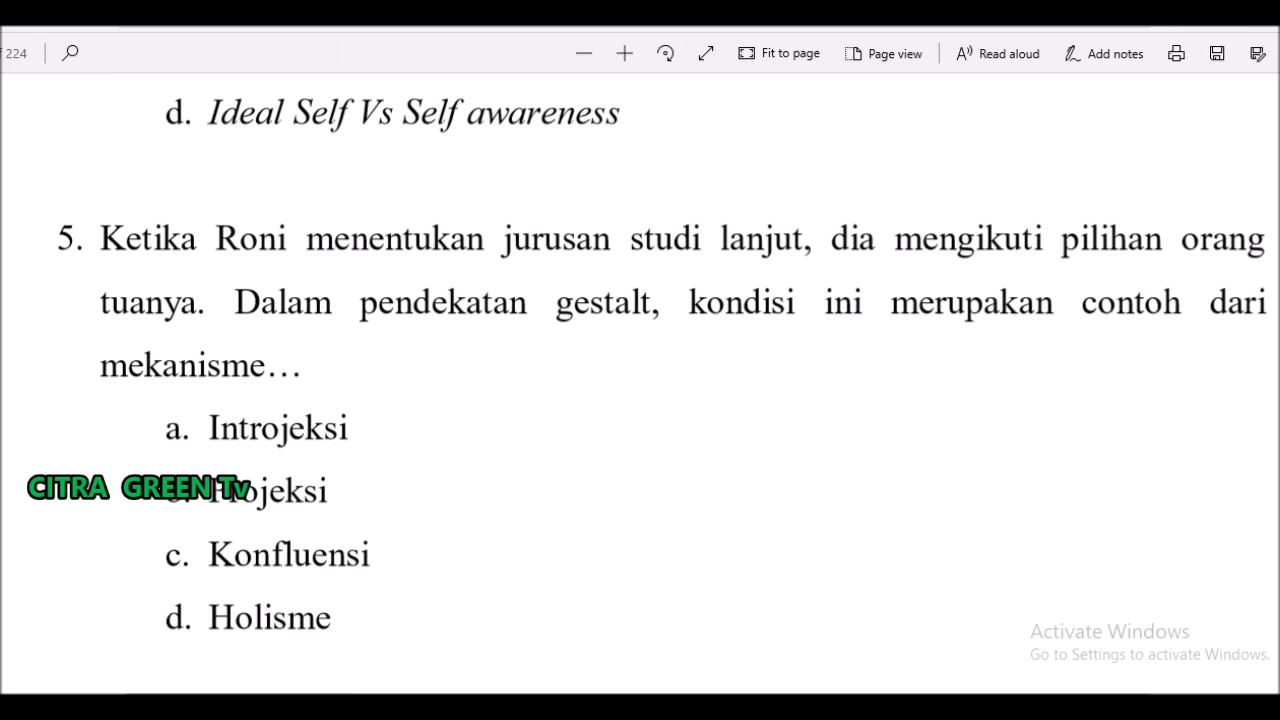 224
Fit to page
Page view
Read aloud
Add notes
d. Ideal Self Vs Self awareness
5. Ketika Roni menentukan jurusan studi lanjut, dia mengikuti pilihan orang
tuanya. Dalam pendekatan gestalt, kondisi ini merupakan contoh dari
mekanisme…
a. Introjeksi
CITRA GREEN Tv
b. Projeksi
c. Konfluensi
d. Holisme
Activate Windows
Go to Settings to activate Windows.